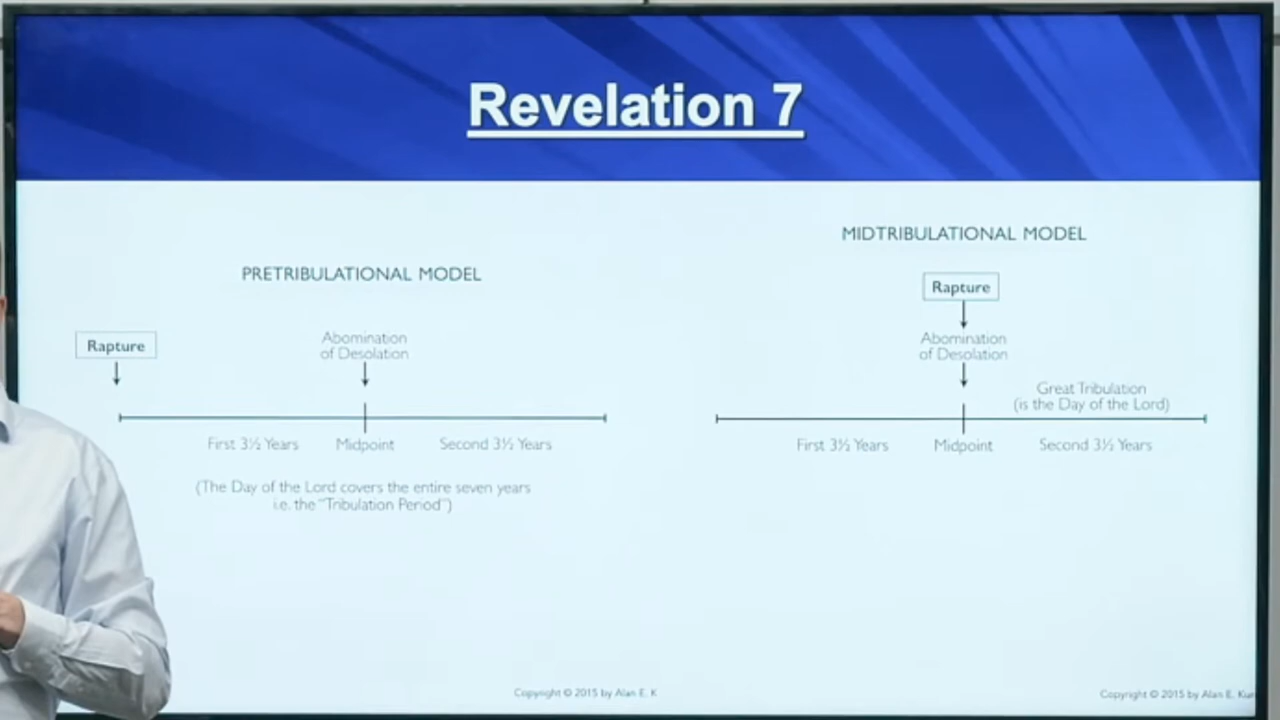 Revelation 7
PRETRIBULATIONAL MODEL
Rapture
Abomination
of Desolation
First 3½ Years
Midpoint
Second 3½ Years
(The Day of the Lord covers the entire seven years
i.e. the "Tribulation Period")
Copyright © 2015 by Alan E. K
MIDTRIBULATIONAL MODEL
Rapture
Abomination
of Desolation
Great Tribulation
(is the Day of the Lord)
First 3½ Years
Midpoint
Second 3½ Years
Copyright © 2015 by Alan E.